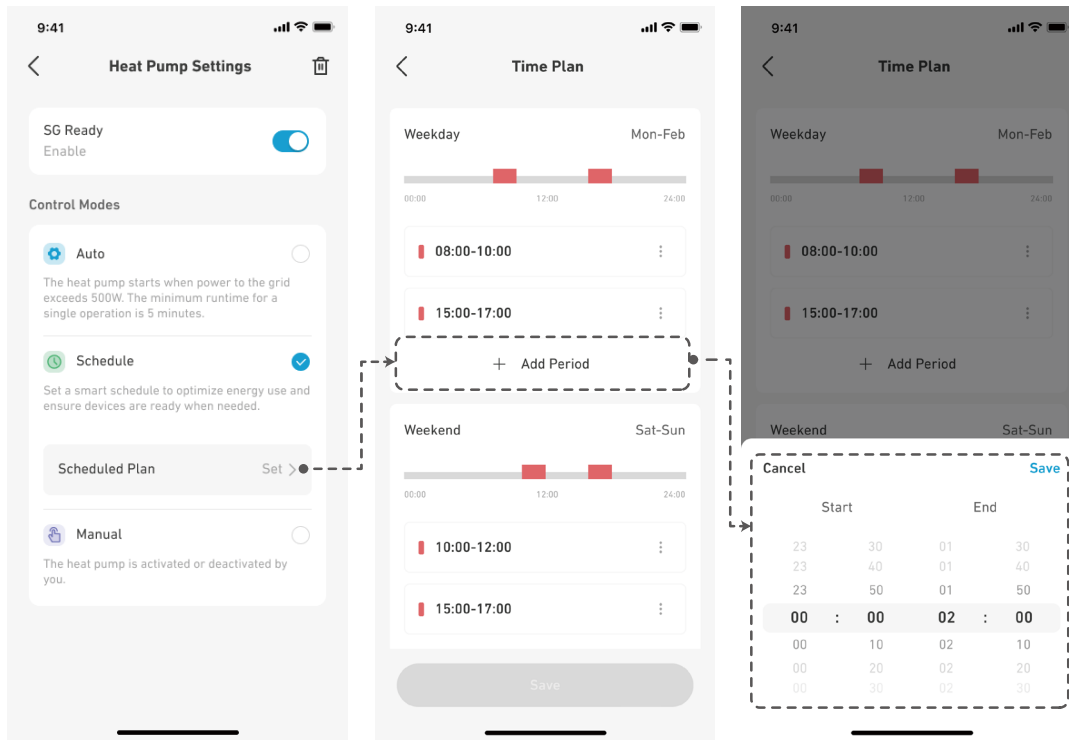 9:41
Heat Pump Settings
SG Ready
Enable
Control Modes
Auto
The heat pump starts when power to the grid
exceeds 500W. The minimum runtime for a
single operation is 5 minutes.
Schedule
Set a smart schedule to optimize energy use and
ensure devices are ready when needed.
Scheduled Plan Set
Manual
The heat pump is activated or deactivated by
you.
9:41
Time Plan
Weekday Mon-Feb
00:00 12:00 24:00
08:00-10:00
15:00-17:00
+ Add Period
Weekend Sat-Sun
00:00 12:00 24:00
10:00-12:00
15:00-17:00
Save
9:41
Time Plan
Weekday Mon-Feb
00:00 12:00 24:00
08:00-10:00
15:00-17:00
+ Add Period
Weekend Sat-Sun
Cancel Save
Start End
23 30 01 30
23 40 01 40
23 50 01 50
00 : 00 02 : 00
00 10 02 10
00 20 02 20
00 30 02 30